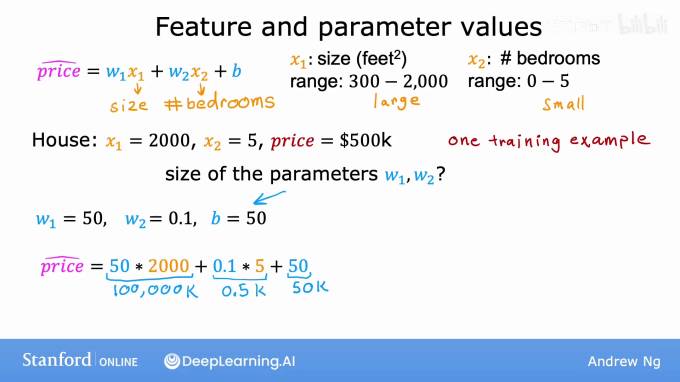 Feature and parameter values
bilibili
price = w₁x₁ + w₂x₂ + b
size #bedrooms
x₁: size (feet²)
range: 300 − 2,000
large
x₂: # bedrooms
range: 0 − 5
small
House: x₁ = 2000, x₂ = 5, price = $500k
one training example
size of the parameters w₁, w₂?
w₁ = 50, w₂ = 0.1, b = 50
price = 50 ∗ 2000 + 0.1 ∗ 5 + 50
100,000K 0.5K 50K
Stanford ONLINE
DeepLearning.AI
Andrew Ng